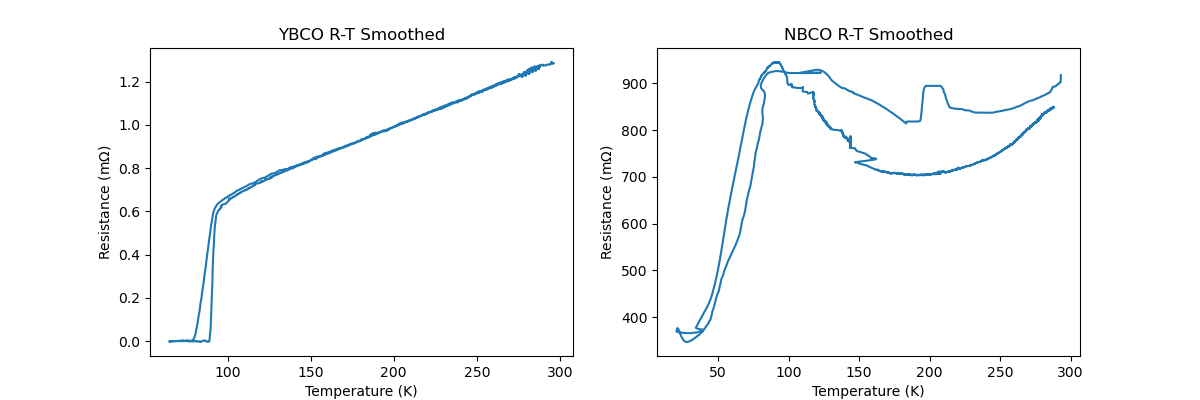 YBCO R-T Smoothed
Resistance (mΩ)
1.2
1.0
0.8
0.6
0.4
0.2
0.0
100 150 200 250 300
Temperature (K)
NBCO R-T Smoothed
Resistance (mΩ)
900
800
700
600
500
400
50 100 150 200 250 300
Temperature (K)